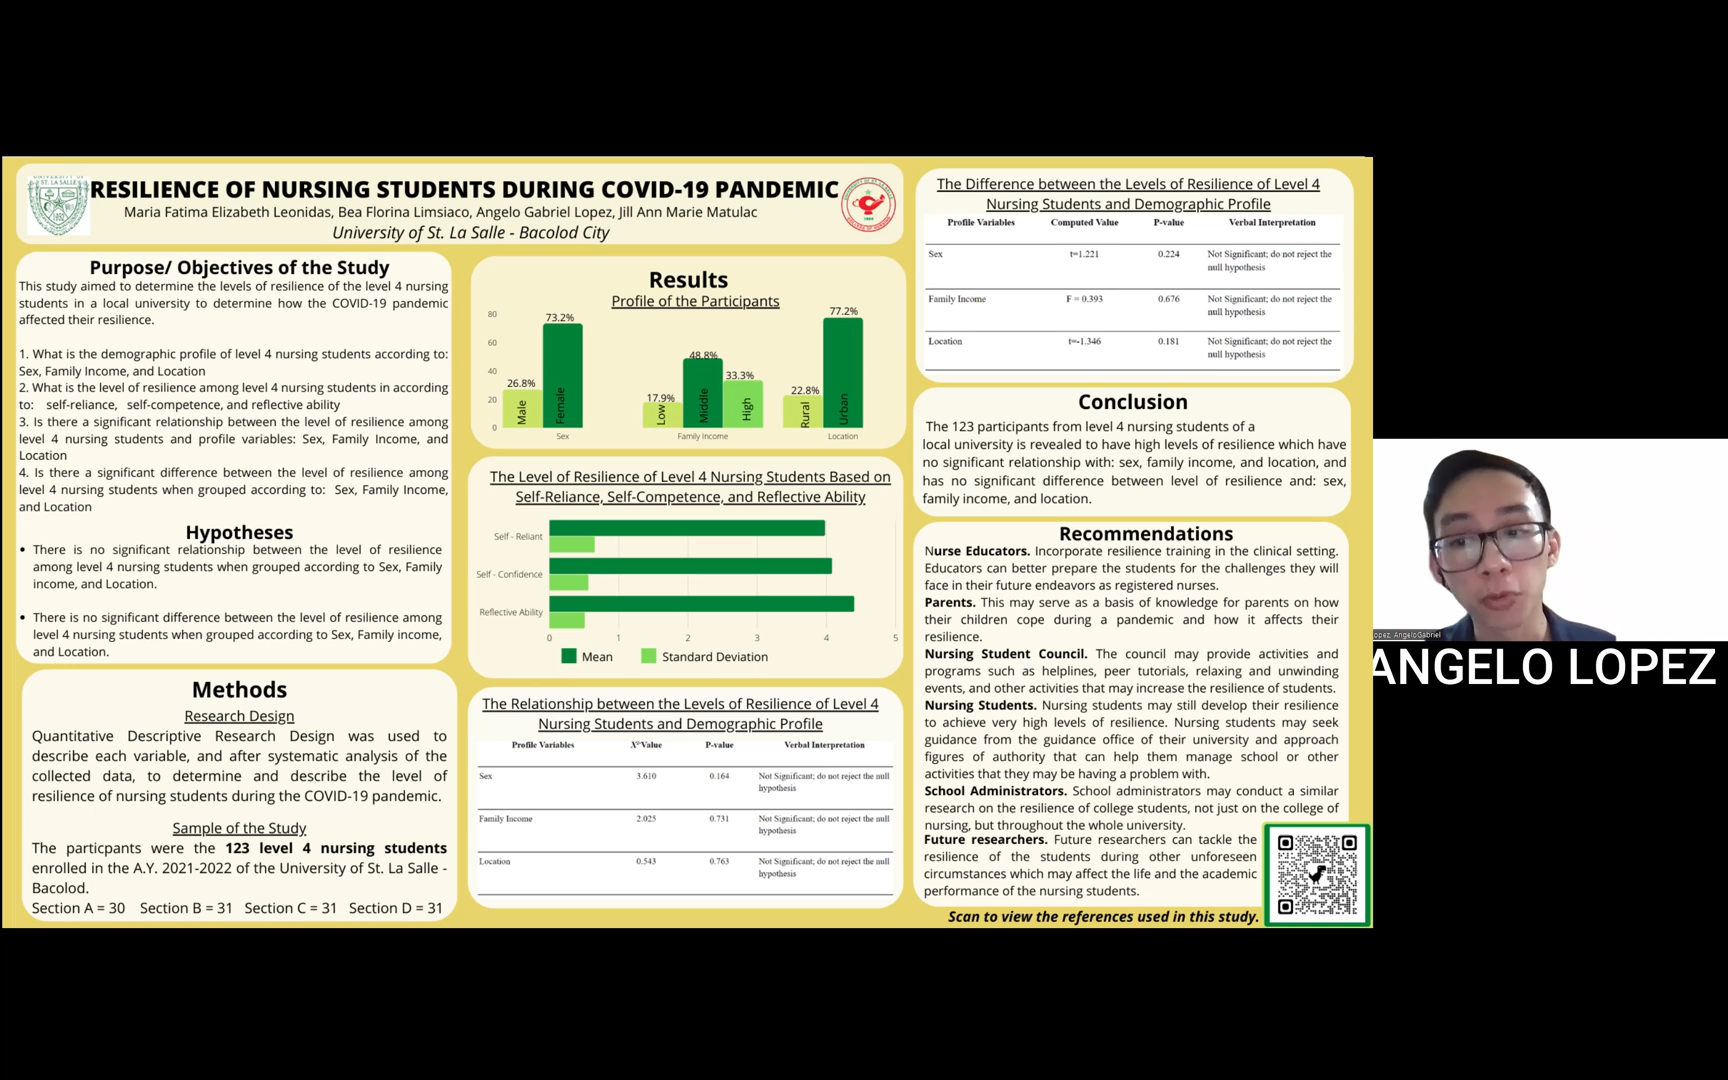 UNIVERSITY OF
ST. LA SALLE
RESILIENCE OF NURSING STUDENTS DURING COVID-19 PANDEMIC
Maria Fatima Elizabeth Leonidas, Bea Florina Limsiaco, Angelo Gabriel Lopez, Jill Ann Marie Matulac
University of St. La Salle - Bacolod City
Purpose/ Objectives of the Study
This study aimed to determine the levels of resilience of the level 4 nursing
students in a local university to determine how the COVID-19 pandemic
affected their resilience.
1. What is the demographic profile of level 4 nursing students according to:
Sex, Family Income, and Location
2. What is the level of resilience among level 4 nursing students in according
to: self-reliance, self-competence, and reflective ability
3. Is there a significant relationship between the level of resilience among
level 4 nursing students and profile variables: Sex, Family Income, and
Location
4. Is there a significant difference between the level of resilience among
level 4 nursing students when grouped according to: Sex, Family Income,
and Location
Hypotheses
• There is no significant relationship between the level of resilience
among level 4 nursing students when grouped according to Sex, Family
income, and Location.
• There is no significant difference between the level of resilience among
level 4 nursing students when grouped according to Sex, Family income,
and Location.
Methods
Research Design
Quantitative Descriptive Research Design was used to
describe each variable, and after systematic analysis of the
collected data, to determine and describe the level of
resilience of nursing students during the COVID-19 pandemic.
Sample of the Study
The particpants were the 123 level 4 nursing students
enrolled in the A.Y. 2021-2022 of the University of St. La Salle -
Bacolod.
Section A = 30 Section B = 31 Section C = 31 Section D = 31
Results
Profile of the Participants
80
60
40
20
0
26.8%
73.2%
17.9%
48.8%
33.3%
22.8%
77.2%
Male
Female
Low
Middle
High
Rural
Urban
Sex
Family Income
Location
The Level of Resilience of Level 4 Nursing Students Based on
Self-Reliance, Self-Competence, and Reflective Ability
Self - Reliant
Self - Confidence
Reflective Ability
0 1 2 3 4 5
Mean Standard Deviation
The Relationship between the Levels of Resilience of Level 4
Nursing Students and Demographic Profile
Profile Variables X² Value P-value Verbal Interpretation
Sex 3.610 0.164 Not Significant; do not reject the null
hypothesis
Family Income 2.025 0.731 Not Significant; do not reject the null
hypothesis
Location 0.543 0.763 Not Significant; do not reject the null
hypothesis
The Difference between the Levels of Resilience of Level 4
Nursing Students and Demographic Profile
Profile Variables Computed Value P-value Verbal Interpretation
Sex t=1.221 0.224 Not Significant; do not reject the
null hypothesis
Family Income F = 0.393 0.676 Not Significant; do not reject the
null hypothesis
Location t=-1.346 0.181 Not Significant; do not reject the
null hypothesis
Conclusion
The 123 participants from level 4 nursing students of a
local university is revealed to have high levels of resilience which have
no significant relationship with: sex, family income, and location, and
has no significant difference between level of resilience and: sex,
family income, and location.
Recommendations
Nurse Educators. Incorporate resilience training in the clinical setting.
Educators can better prepare the students for the challenges they will
face in their future endeavors as registered nurses.
Parents. This may serve as a basis of knowledge for parents on how
their children cope during a pandemic and how it affects their
resilience.
Nursing Student Council. The council may provide activities and
programs such as helplines, peer tutorials, relaxing and unwinding
events, and other activities that may increase the resilience of students.
Nursing Students. Nursing students may still develop their resilience
to achieve very high levels of resilience. Nursing students may seek
guidance from the guidance office of their university and approach
figures of authority that can help them manage school or other
activities that they may be having a problem with.
School Administrators. School administrators may conduct a similar
research on the resilience of college students, not just on the college of
nursing, but throughout the whole university.
Future researchers. Future researchers can tackle the
resilience of the students during other unforeseen
circumstances which may affect the life and the academic
performance of the nursing students.
Scan to view the references used in this study.
Lopez, AngeloGabriel
ANGELO LOPEZ